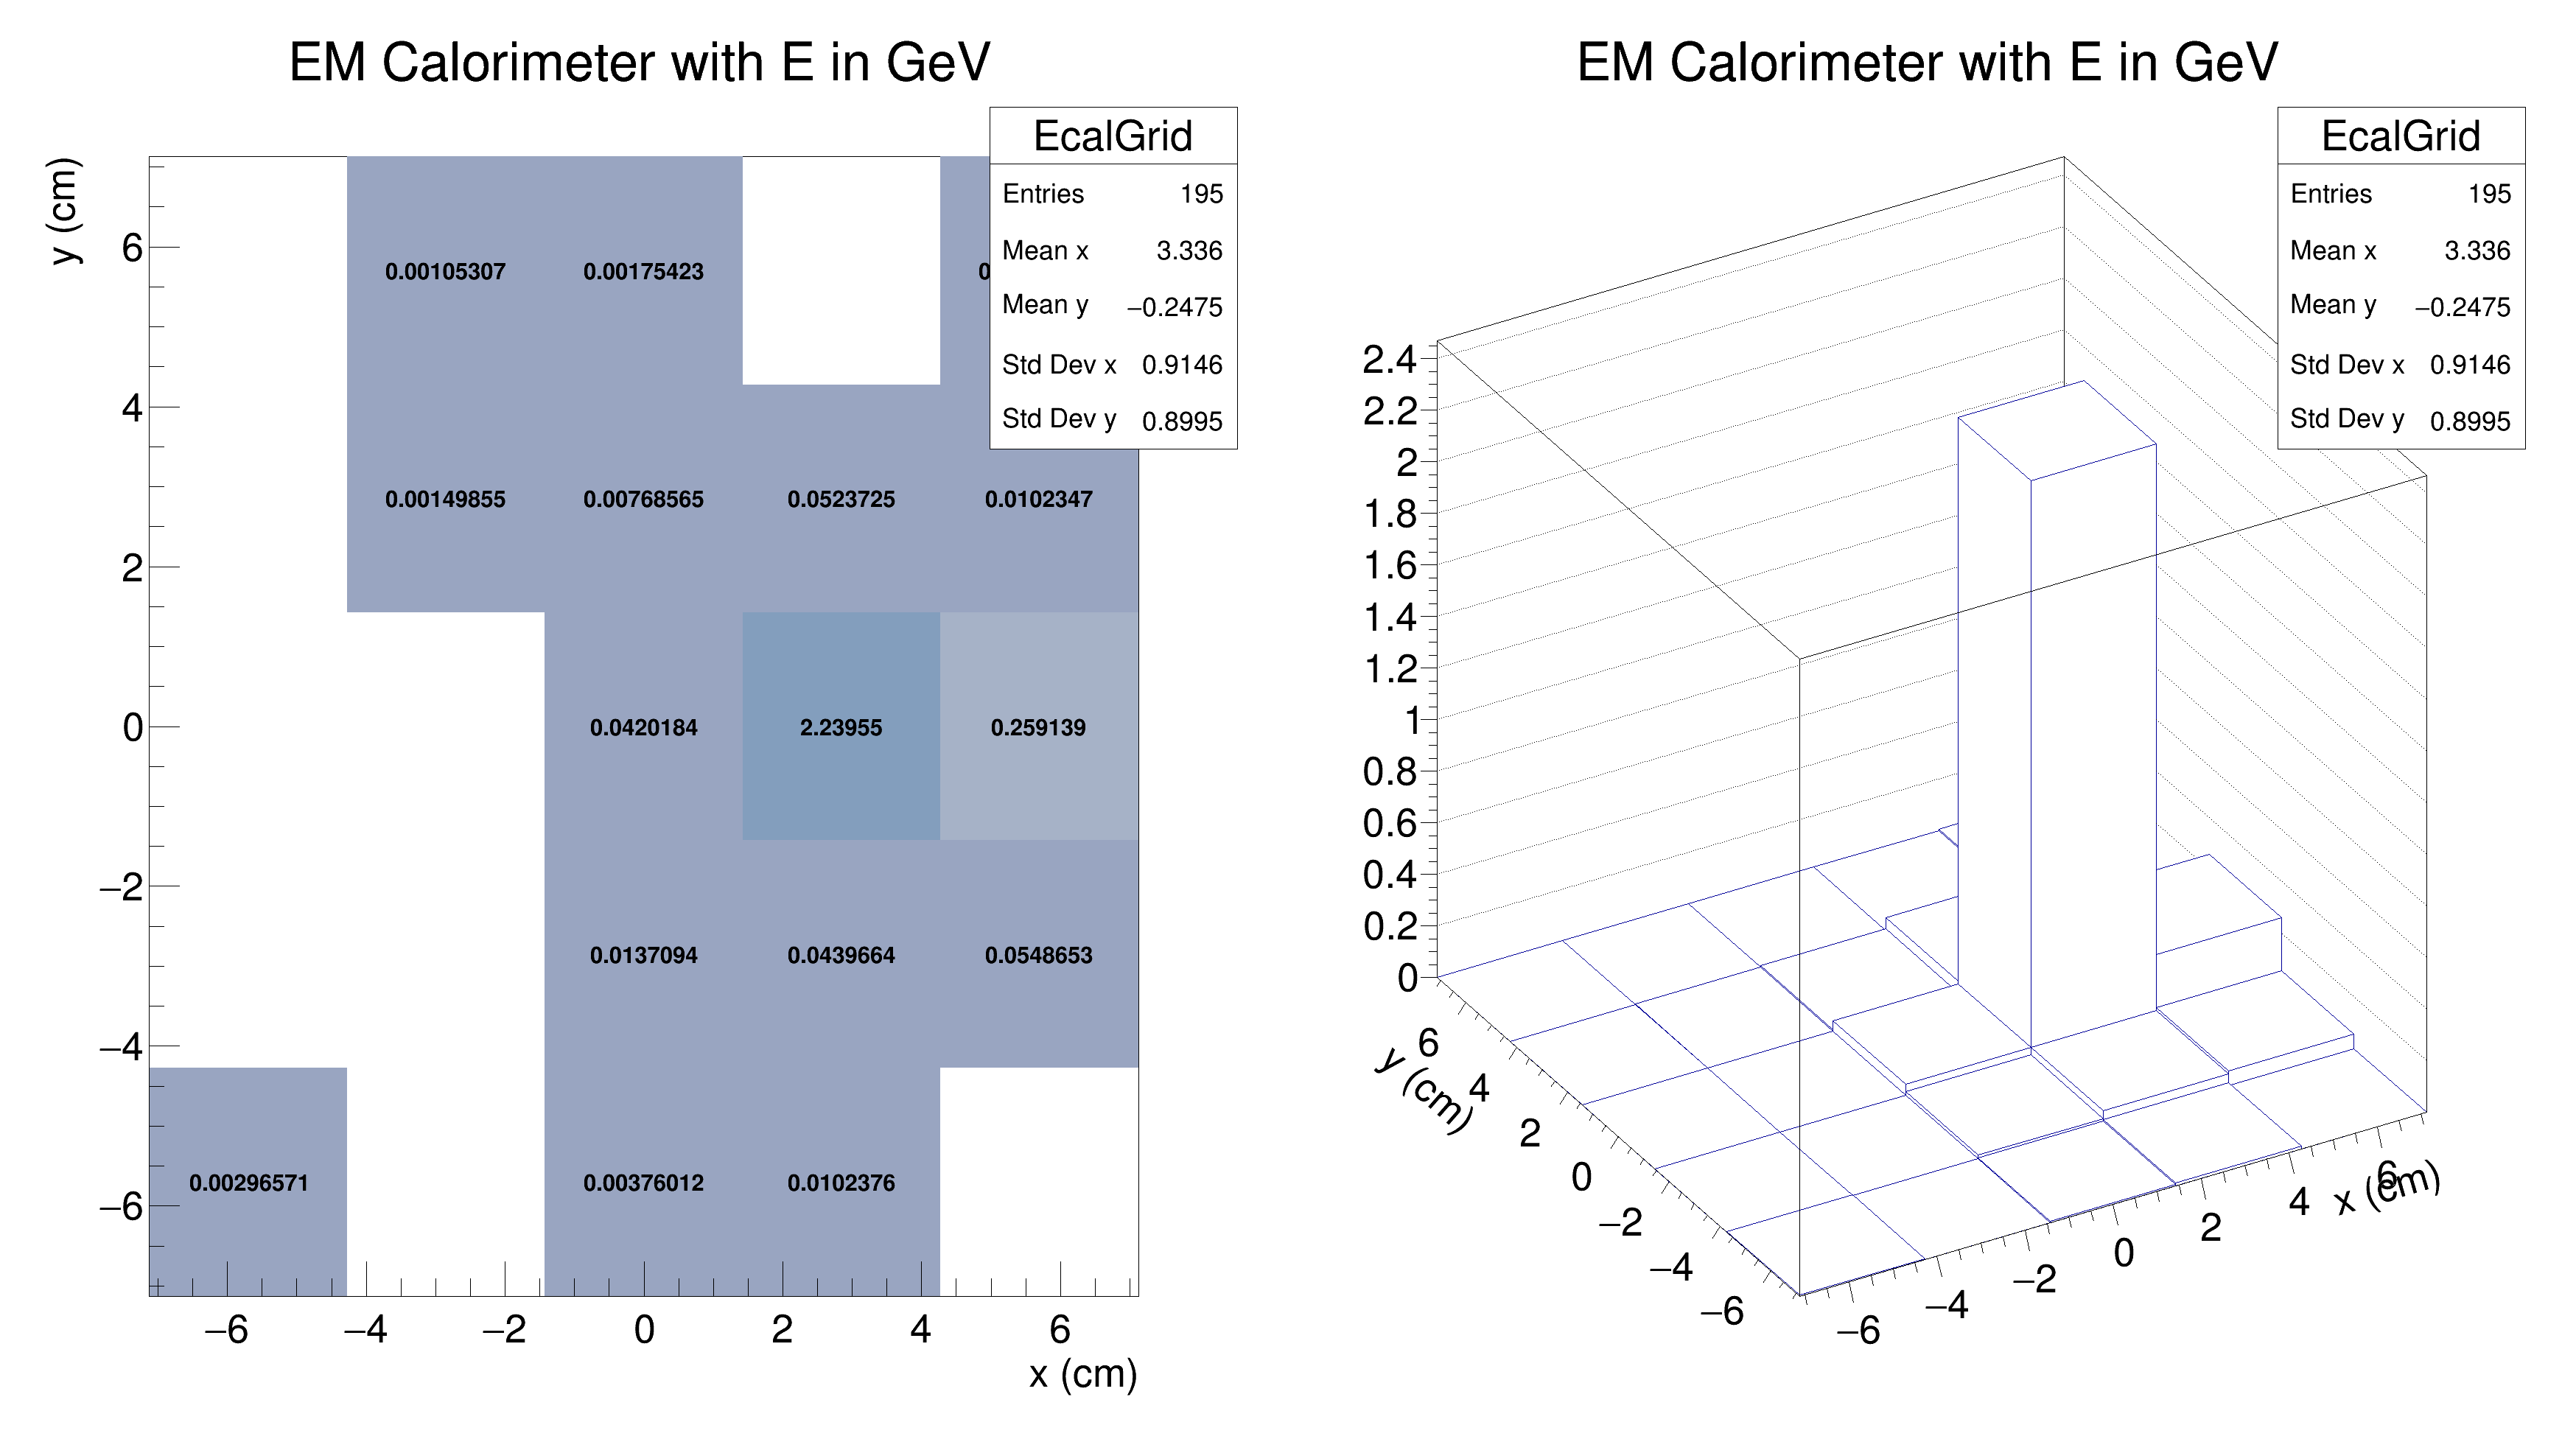 EM Calorimeter with E in GeV
EcalGrid
Entries 195
Mean x 3.336
Mean y −0.2475
Std Dev x 0.9146
Std Dev y 0.8995
y (cm)
6
4
2
0
−2
−4
−6
0.00105307 0.00175423
0.00149855 0.00768565 0.0523725 0.0102347
0.0420184 2.23955 0.259139
0.0137094 0.0439664 0.0548653
0.00296571 0.00376012 0.0102376
−6 −4 −2 0 2 4 6
x (cm)
EM Calorimeter with E in GeV
EcalGrid
Entries 195
Mean x 3.336
Mean y −0.2475
Std Dev x 0.9146
Std Dev y 0.8995
2.4
2.2
2
1.8
1.6
1.4
1.2
1
0.8
0.6
0.4
0.2
0
y (cm)
6
4
2
0
−2
−4
−6
−6 −4 −2 0 2 4 6
x (cm)